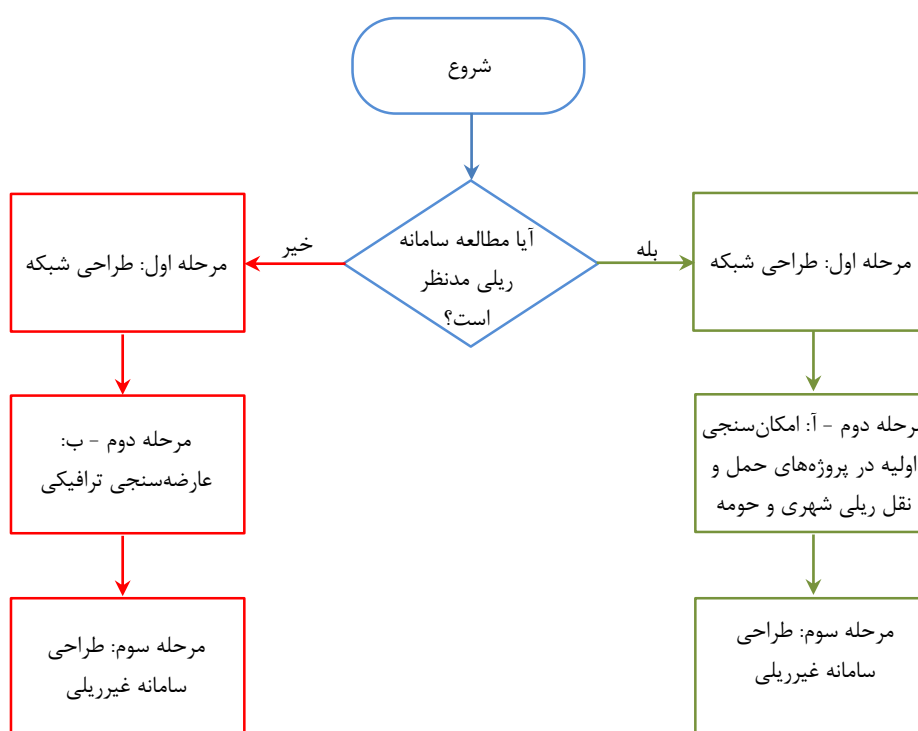 شروع
آیا مطالعه سامانه
ریلی مدنظر
است؟
بله
خیر
مرحله اول: طراحی شبکه
مرحله دوم - آ: امکان‌سنجی
اولیه در پروژه‌های حمل و
نقل ریلی شهری و حومه
مرحله سوم: طراحی
سامانه غیرریلی
مرحله اول: طراحی شبکه
مرحله دوم - ب:
عارضه‌سنجی ترافیکی
مرحله سوم: طراحی
سامانه غیرریلی